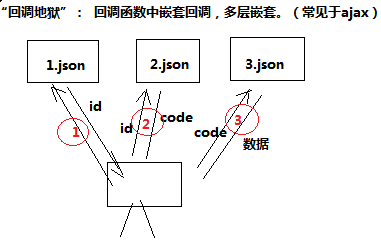 “回调地狱”： 回调函数中嵌套回调，多层嵌套。（常见于ajax）
1.json
2.json
3.json
id
code
id
2
1
3
code
数据